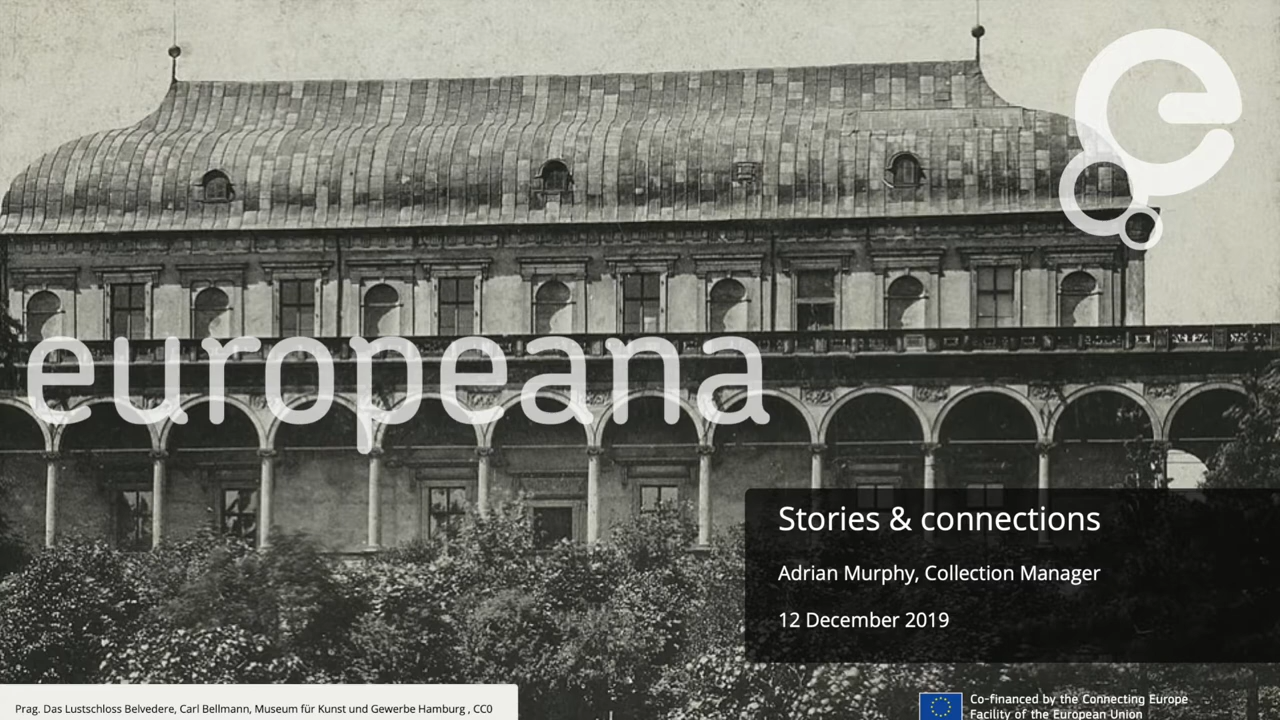 europeana
Stories & connections
Adrian Murphy, Collection Manager
12 December 2019
Prag. Das Lustschloss Belvedere, Carl Bellmann, Museum für Kunst und Gewerbe Hamburg , CC0
Co-financed by the Connecting Europe
Facility of the European Union